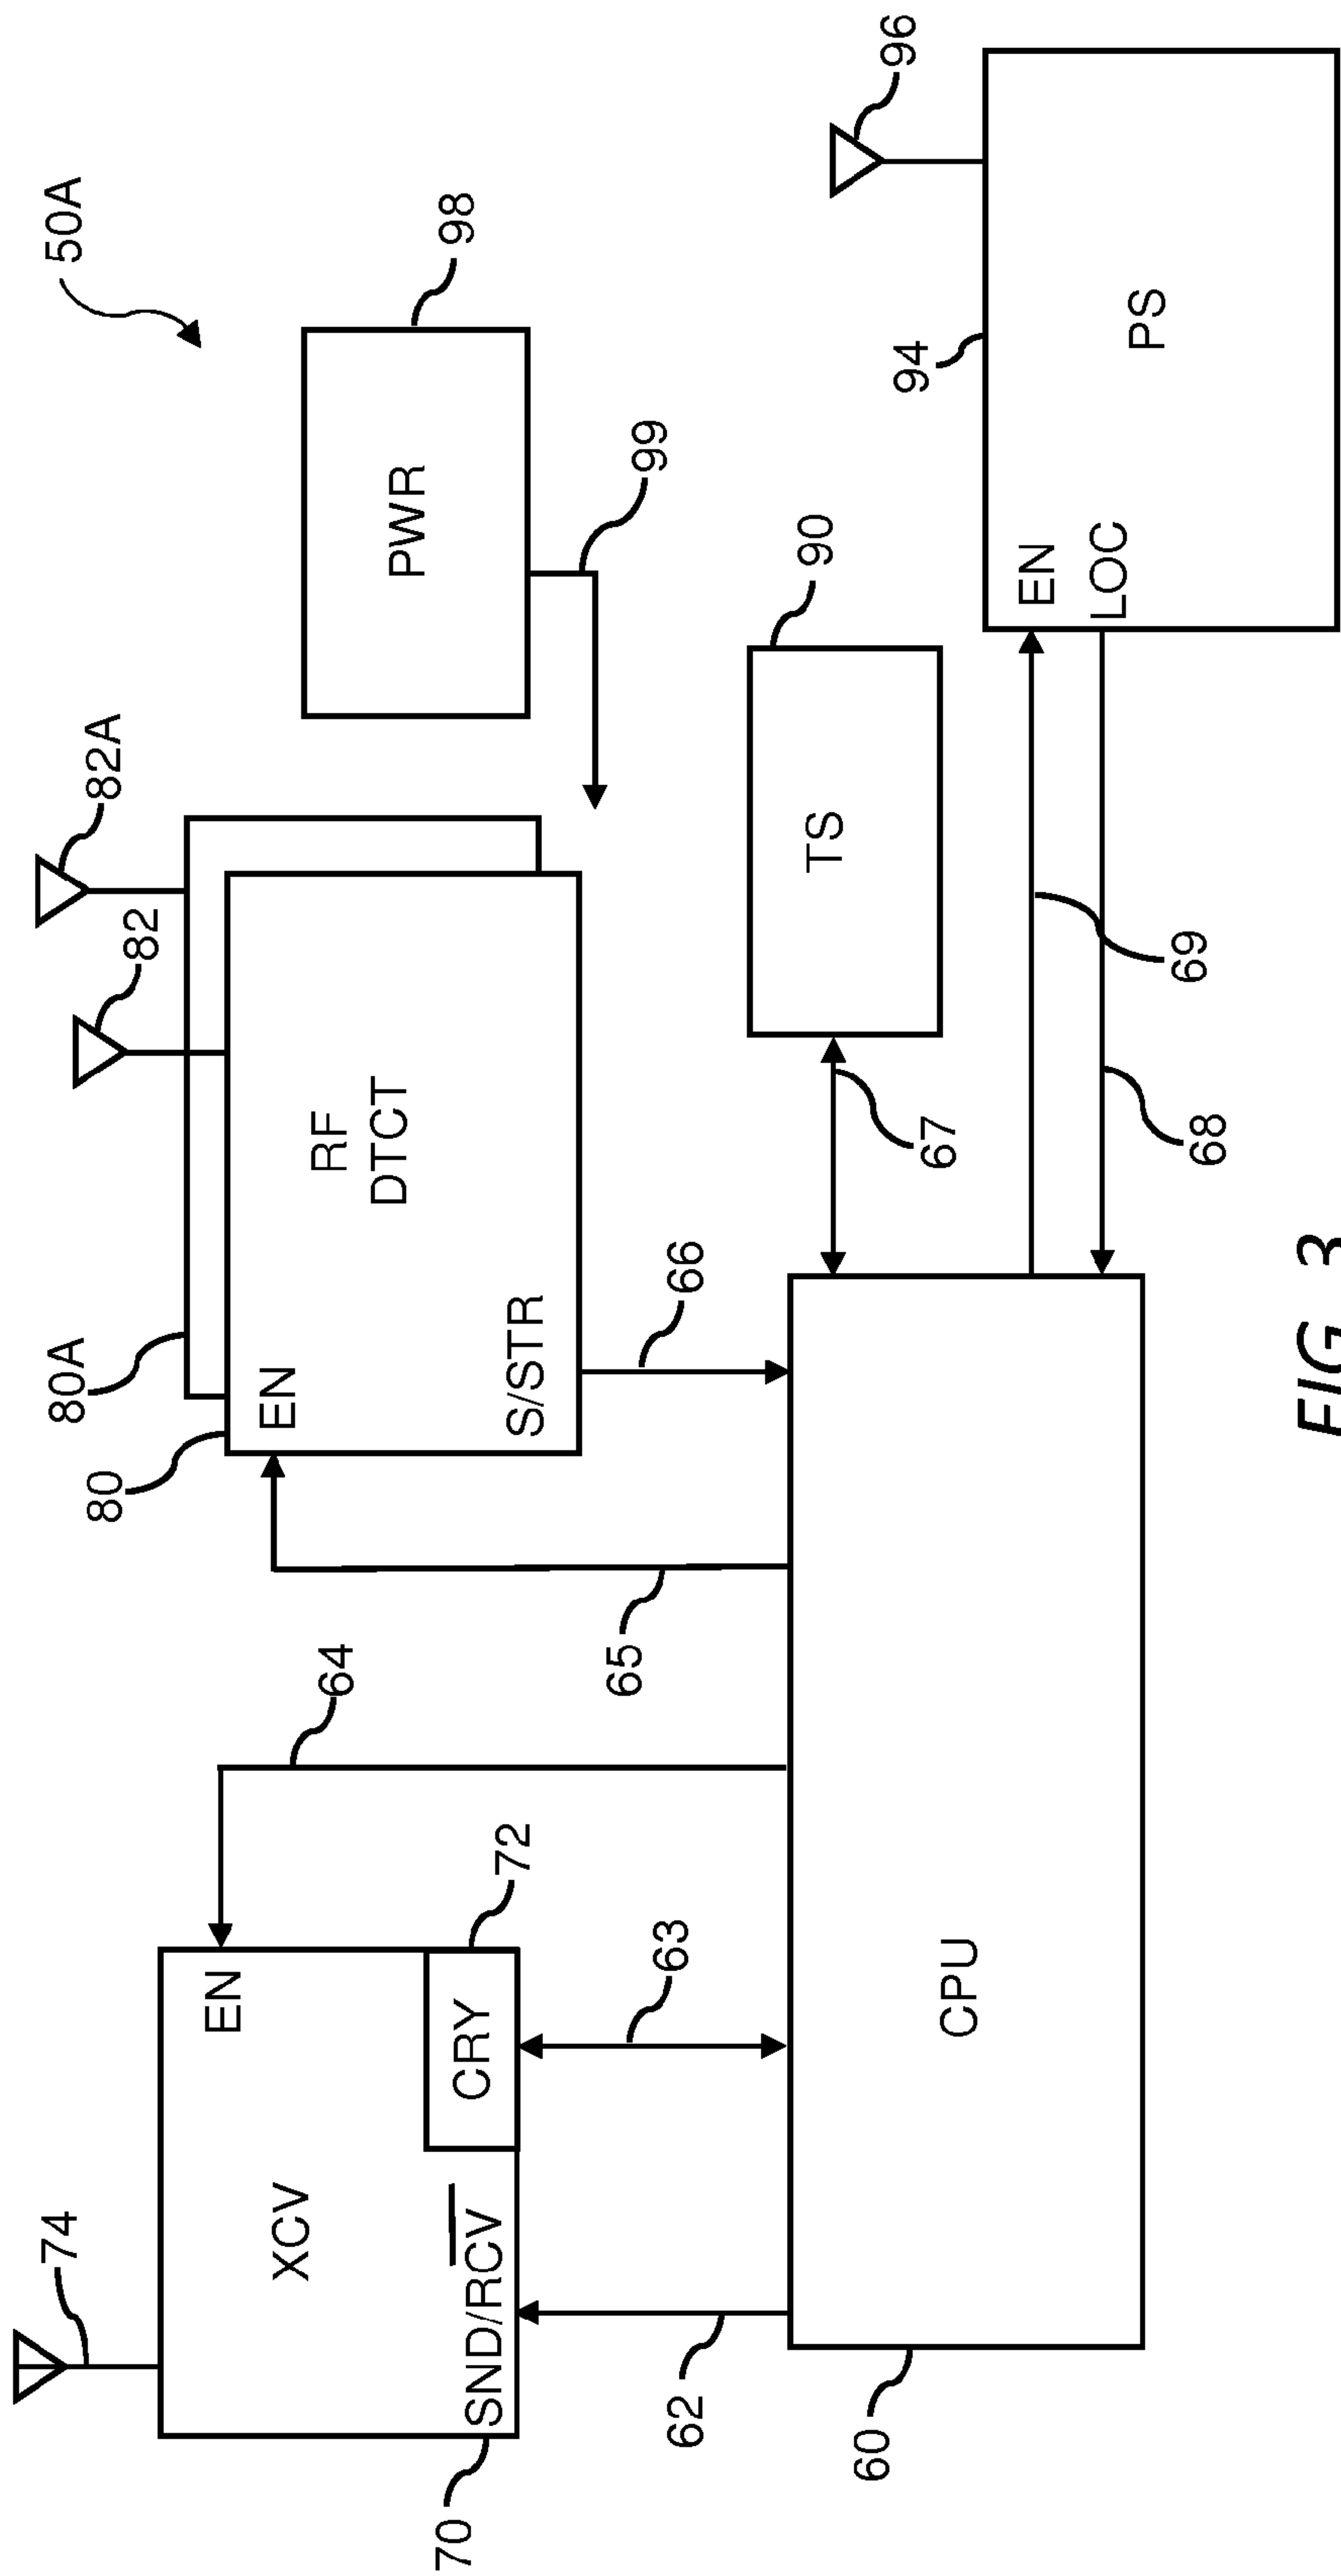 50A
74
XCV
EN
SND/RCV
CRY
72
70
64
80A
80
82
82A
RF
DTCT
EN
S/STR
PWR
98
99
62
63
65
66
67
TS
90
96
94
PS
EN
LOC
69
68
CPU
60
FIG. 3